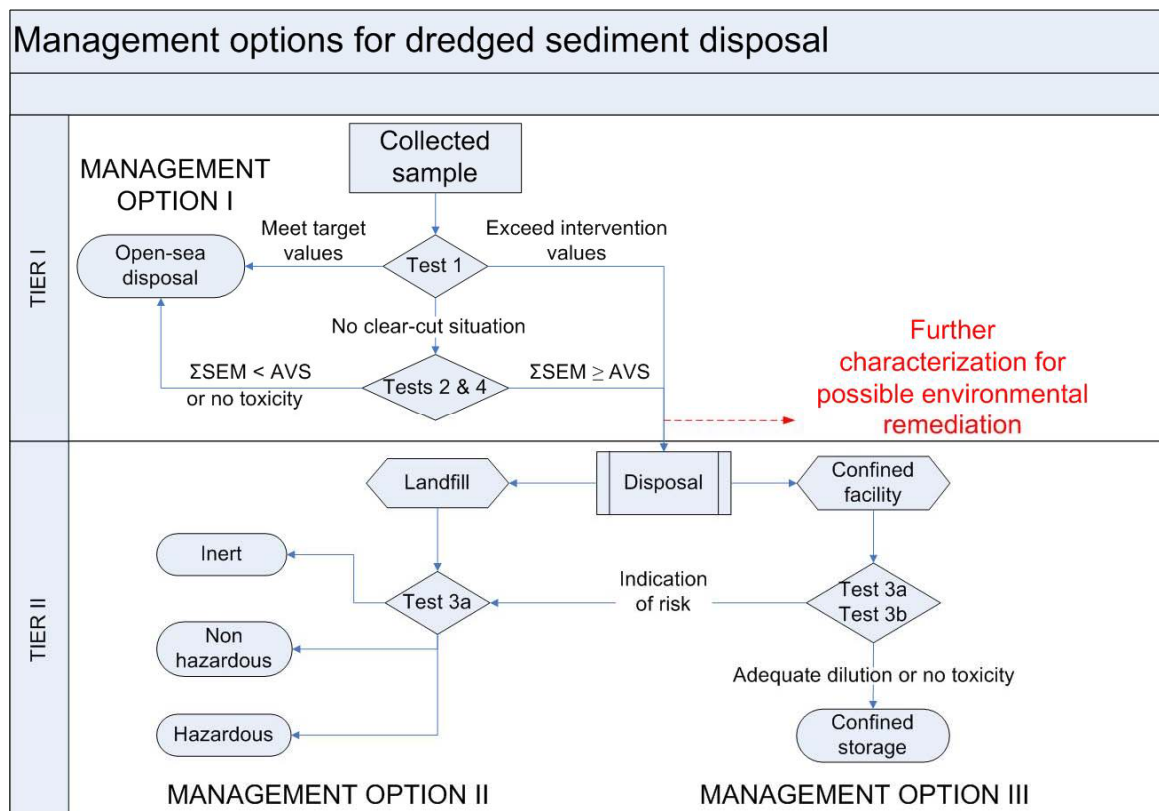 Management options for dredged sediment disposal
TIER I
Collected
sample
MANAGEMENT
OPTION I
Meet target
values
Exceed intervention
values
Open-sea
disposal
Test 1
No clear-cut situation
ΣSEM < AVS
or no toxicity
Tests 2 & 4
ΣSEM ≥ AVS
Further
characterization for
possible environmental
remediation
TIER II
Landfill
Disposal
Confined
facility
Inert
Test 3a
Indication
of risk
Test 3a
Test 3b
Non
hazardous
Adequate dilution or no toxicity
Hazardous
Confined
storage
MANAGEMENT OPTION II
MANAGEMENT OPTION III